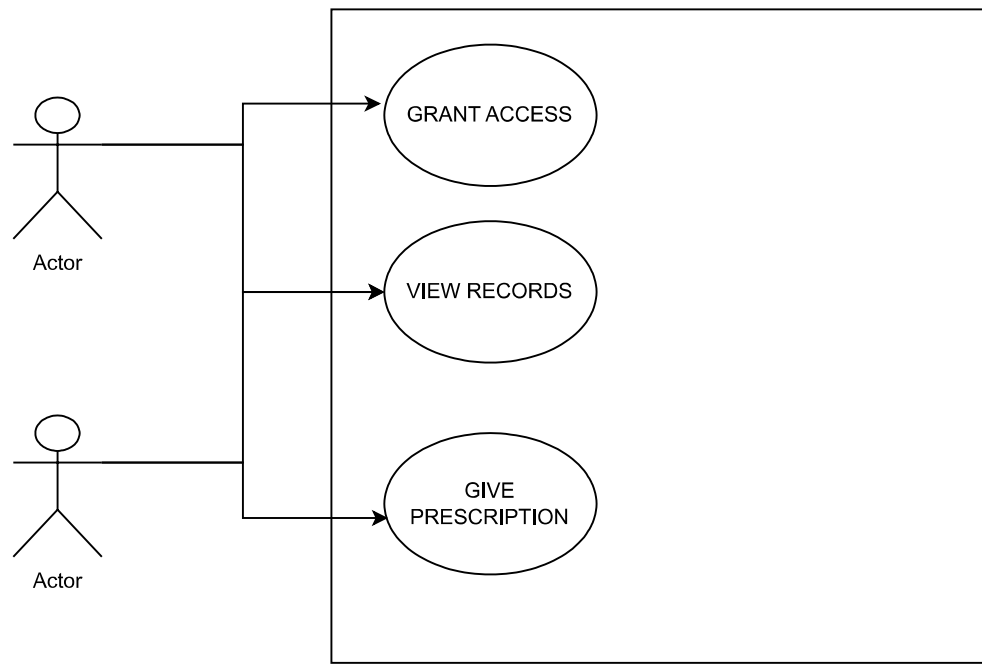 GRANT ACCESS
Actor
VIEW RECORDS
GIVE
PRESCRIPTION
Actor